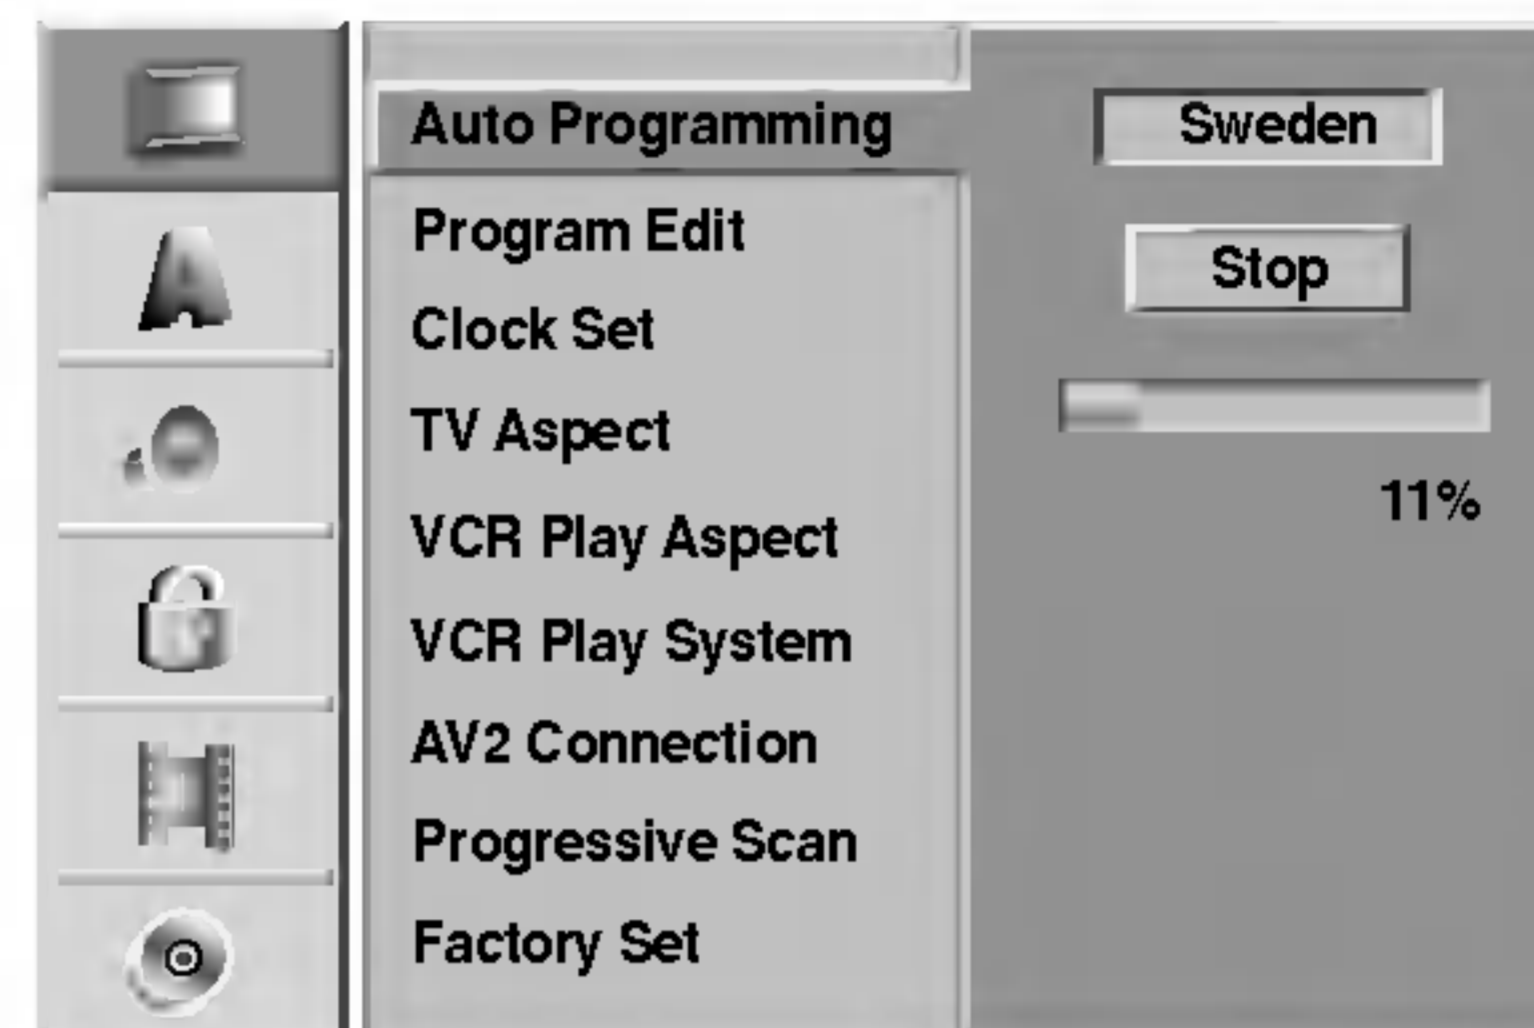 Auto Programming
Program Edit
Clock Set
TV Aspect
VCR Play Aspect
VCR Play System
AV2 Connection
Progressive Scan
Factory Set
Sweden
Stop
11%